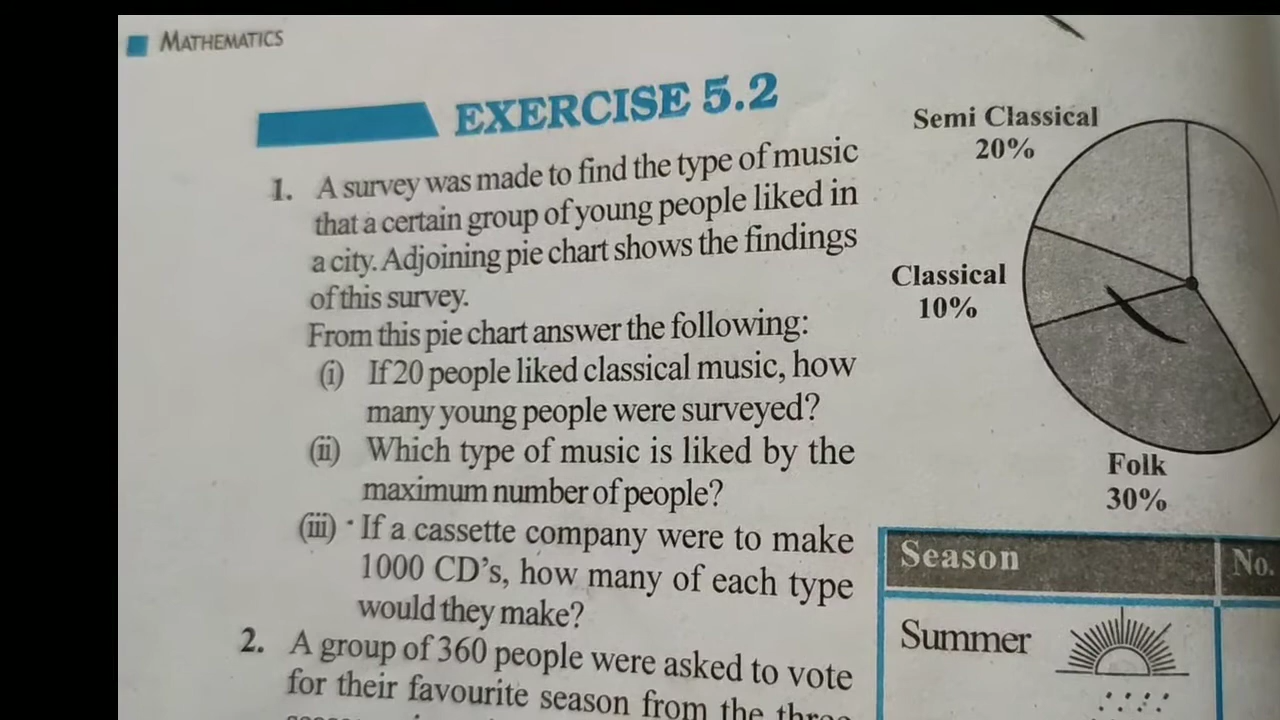 MATHEMATICS
EXERCISE 5.2
1. A survey was made to find the type of music
that a certain group of young people liked in
a city. Adjoining pie chart shows the findings
of this survey.
From this pie chart answer the following:
(i) If 20 people liked classical music, how
many young people were surveyed?
(ii) Which type of music is liked by the
maximum number of people?
(iii) If a cassette company were to make
1000 CD's, how many of each type
would they make?
2. A group of 360 people were asked to vote
for their favourite season from the three
Semi Classical
20%
Classical
10%
Folk
30%
Season No.
Summer